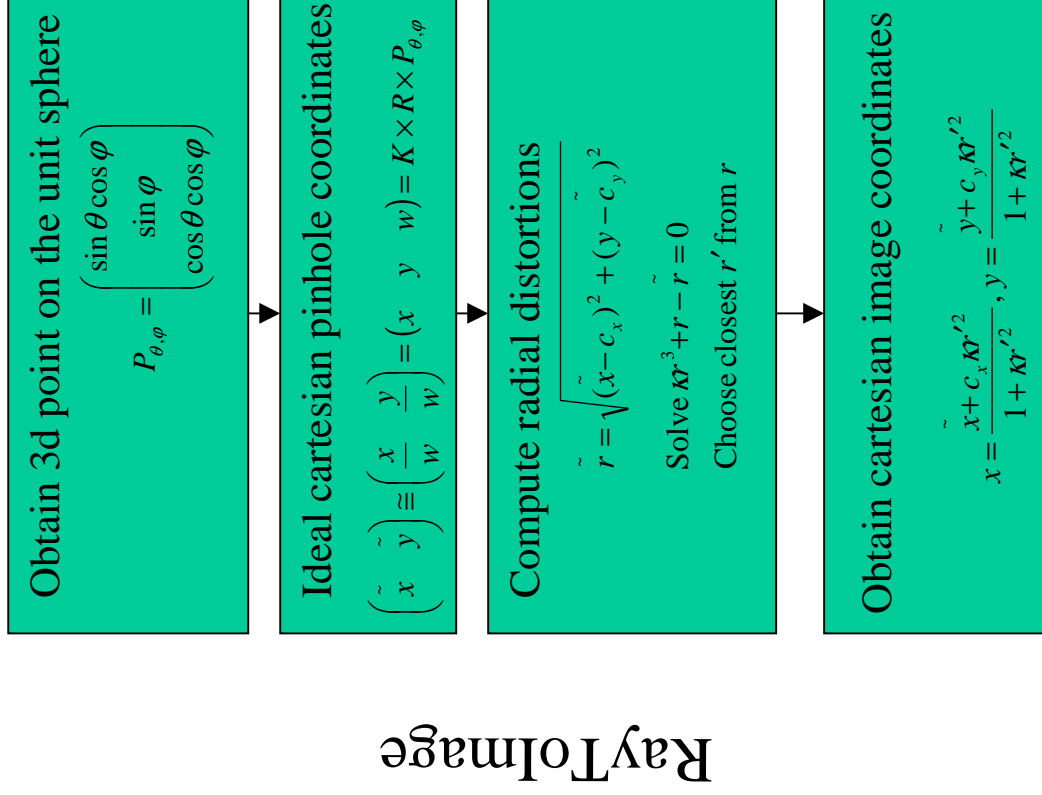 RayToImage
Obtain 3d point on the unit sphere
P_{θ,φ} = ( sin θ cos φ
sin φ
cos θ cos φ )
Ideal cartesian pinhole coordinates
( x̃ ỹ ) ≅ ( x/w y/w ) = ( x y w ) = K × R × P_{θ,φ}
Compute radial distortions
r̃ = √( (x̃ − c_x)² + (ỹ − c̃_y)² )
Solve κr³ + r − r̃ = 0
Choose closest r′ from r
Obtain cartesian image coordinates
x = (x̃ + c_x κr′²) / (1 + κr′²) , y = (ỹ + c_y κr′²) / (1 + κr′²)